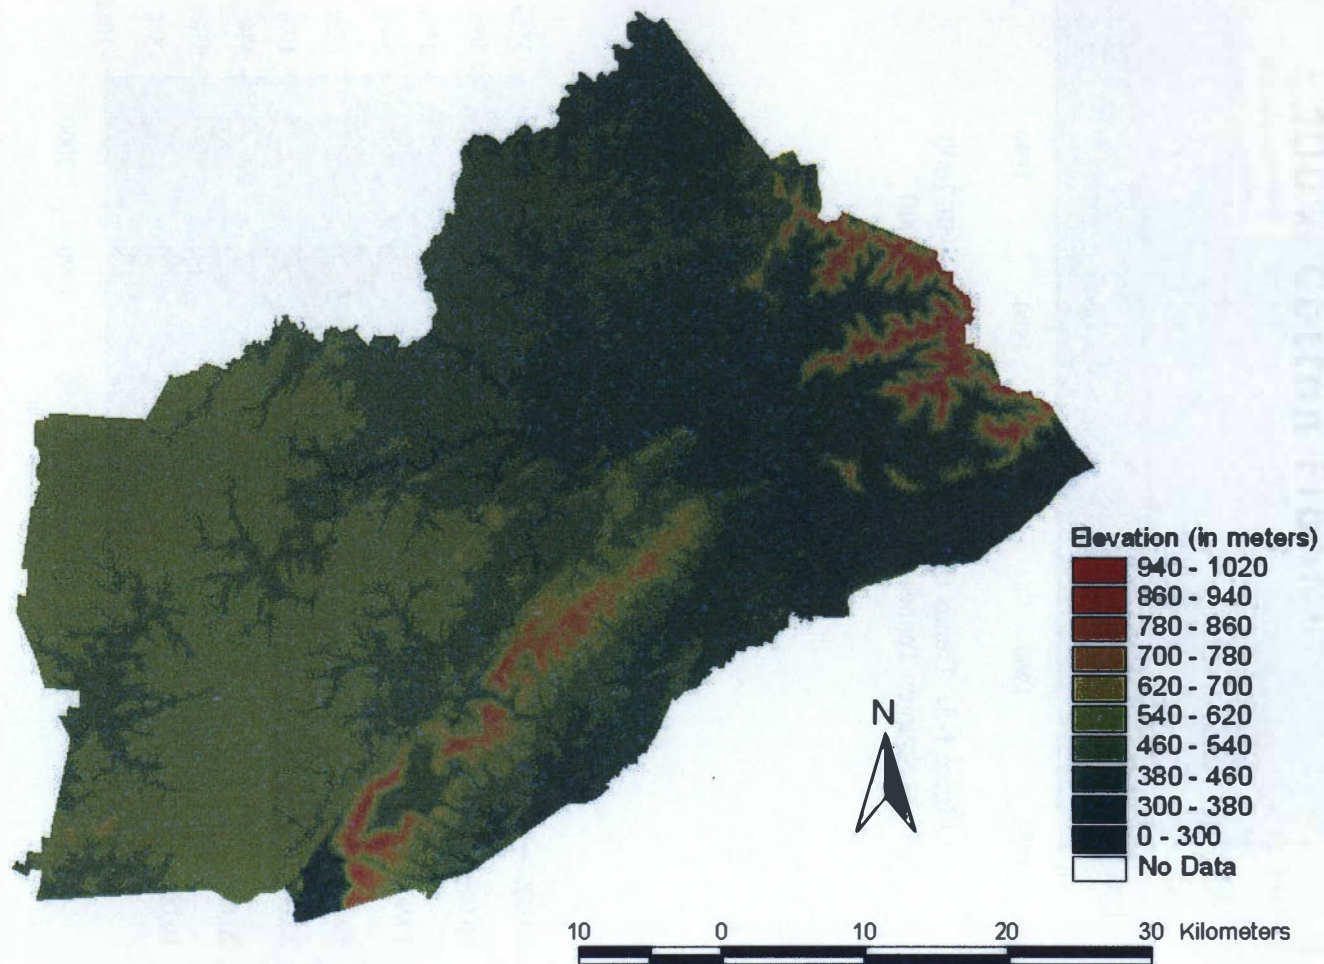 Elevation (in meters)
940 - 1020
860 - 940
780 - 860
700 - 780
620 - 700
540 - 620
460 - 540
380 - 460
300 - 380
0 - 300
No Data
N
10 0 10 20 30 Kilometers